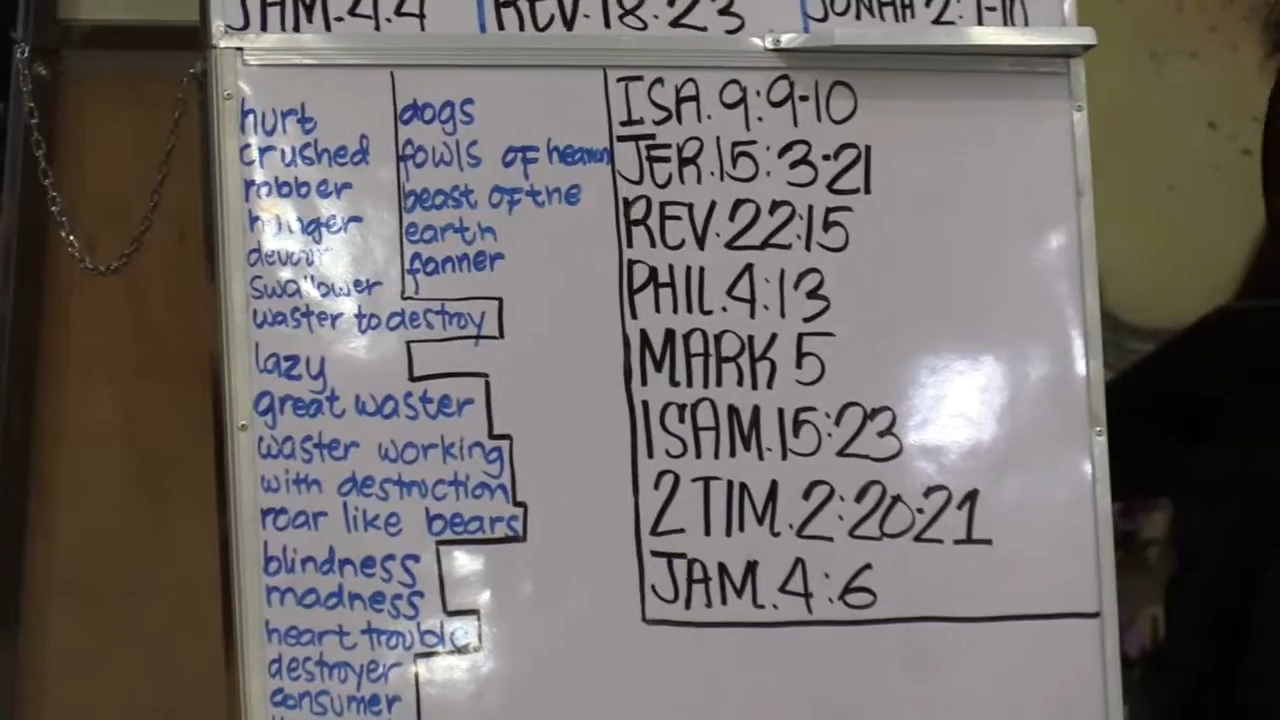 JAM.4.4
REV.18.23
JONAH 2:1-10
hurt
crushed
robber
hunger
devour
swallower
waster to destroy
lazy
great waster
waster working
with destruction
roar like bears
blindness
madness
heart trouble
destroyer
consumer
dogs
fowls of heaven
beast of the
earth
fanner
ISA.9:9-10
JER.15:3-21
REV.22:15
PHIL.4:13
MARK 5
1SAM.15:23
2TIM.2:20-21
JAM.4:6